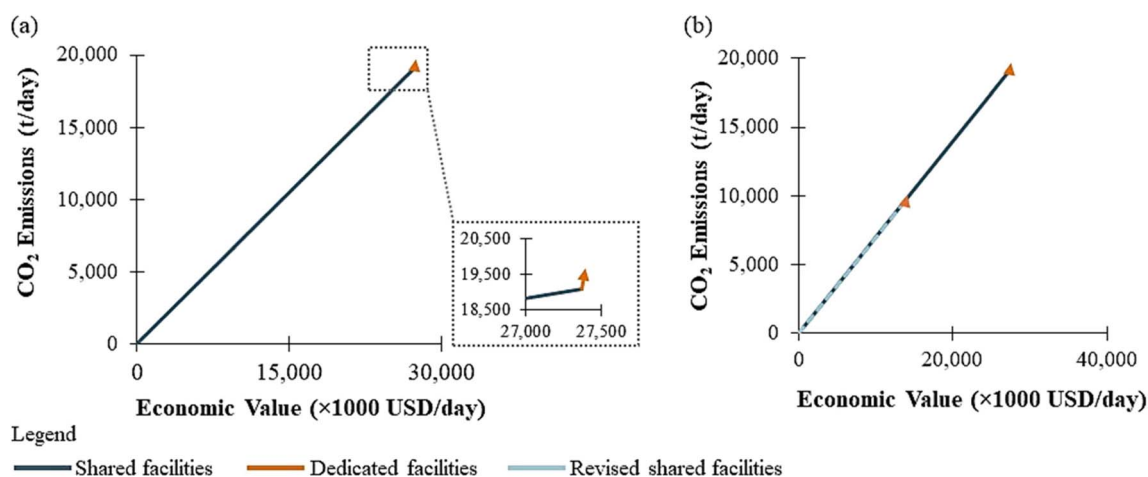 (a)
CO₂ Emissions (t/day)
20,000
15,000
10,000
5,000
0
0 15,000 30,000
Economic Value (×1000 USD/day)
20,500
19,500
18,500
27,000 27,500
(b)
CO₂ Emissions (t/day)
20,000
15,000
10,000
5,000
0
0 20,000 40,000
Economic Value (×1000 USD/day)
Legend
Shared facilities Dedicated facilities Revised shared facilities